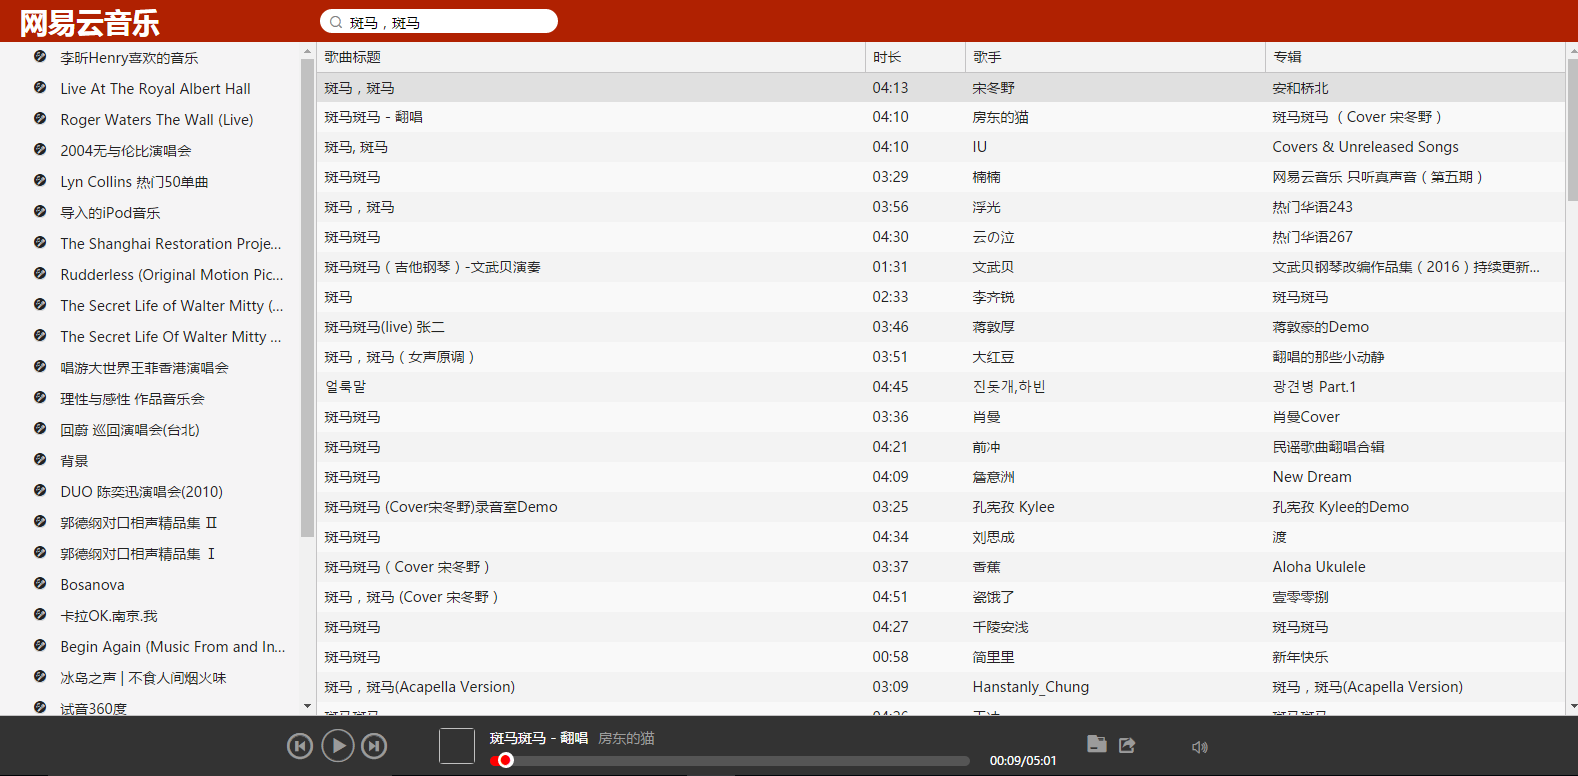 网易云音乐
斑马，斑马
李昕Henry喜欢的音乐
Live At The Royal Albert Hall
Roger Waters The Wall (Live)
2004无与伦比演唱会
Lyn Collins 热门50单曲
导入的iPod音乐
The Shanghai Restoration Proje...
Rudderless (Original Motion Pic...
The Secret Life of Walter Mitty (...
The Secret Life Of Walter Mitty ...
唱游大世界王菲香港演唱会
理性与感性 作品音乐会
回蔚 巡回演唱会(台北)
背景
DUO 陈奕迅演唱会(2010)
郭德纲对口相声精品集 Ⅱ
郭德纲对口相声精品集 Ⅰ
Bosanova
卡拉OK.南京.我
Begin Again (Music From and In...
冰岛之声 | 不食人间烟火味
试音360度
歌曲标题 时长 歌手 专辑
斑马，斑马 04:13 宋冬野 安和桥北
斑马斑马 - 翻唱 04:10 房东的猫 斑马斑马 （ Cover 宋冬野 ）
斑马, 斑马 04:10 IU Covers & Unreleased Songs
斑马斑马 03:29 楠楠 网易云音乐 只听真声音（ 第五期 ）
斑马，斑马 03:56 浮光 热门华语243
斑马斑马 04:30 云の泣 热门华语267
斑马斑马（ 吉他钢琴 ）-文武贝演奏 01:31 文武贝 文武贝钢琴改编作品集（ 2016 ）持续更新...
斑马 02:33 李齐锐 斑马斑马
斑马斑马(live) 张二 03:46 蒋敦厚 蒋敦豪的Demo
斑马，斑马（ 女声原调 ） 03:51 大红豆 翻唱的那些小动静
얼룩말 04:45 진돗개,하빈 광견병 Part.1
斑马斑马 03:36 肖曼 肖曼Cover
斑马斑马 04:21 前冲 民谣歌曲翻唱合辑
斑马斑马 04:09 詹意洲 New Dream
斑马斑马 (Cover宋冬野)录音室Demo 03:25 孔宪孜 Kylee 孔宪孜 Kylee的Demo
斑马斑马 04:34 刘思成 渡
斑马斑马（ Cover 宋冬野 ） 03:37 香蕉 Aloha Ukulele
斑马，斑马 (Cover 宋冬野 ） 04:51 瓷饿了 壹零零捌
斑马斑马 04:27 千陵安浅 斑马斑马
斑马斑马 00:58 简里里 新年快乐
斑马，斑马(Acapella Version) 03:09 Hanstanly_Chung 斑马，斑马(Acapella Version)
斑马斑马 - 翻唱 房东的猫
00:09/05:01